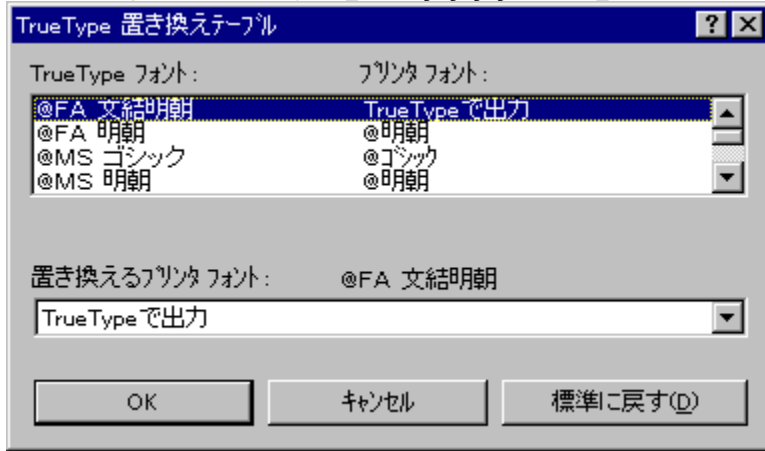 TrueType 置き換えﾃｰﾌﾞﾙ
TrueType ﾌｫﾝﾄ： ﾌﾟﾘﾝﾀ ﾌｫﾝﾄ：
@ＦＡ 文結明朝 TrueTypeで出力
@ＦＡ 明朝 @明朝
@ＭＳ ゴシック @ｺﾞｼｯｸ
@ＭＳ 明朝 @明朝
置き換えるﾌﾟﾘﾝﾀ ﾌｫﾝﾄ： @ＦＡ 文結明朝
TrueTypeで出力
OK ｷｬﾝｾﾙ 標準に戻す(D)